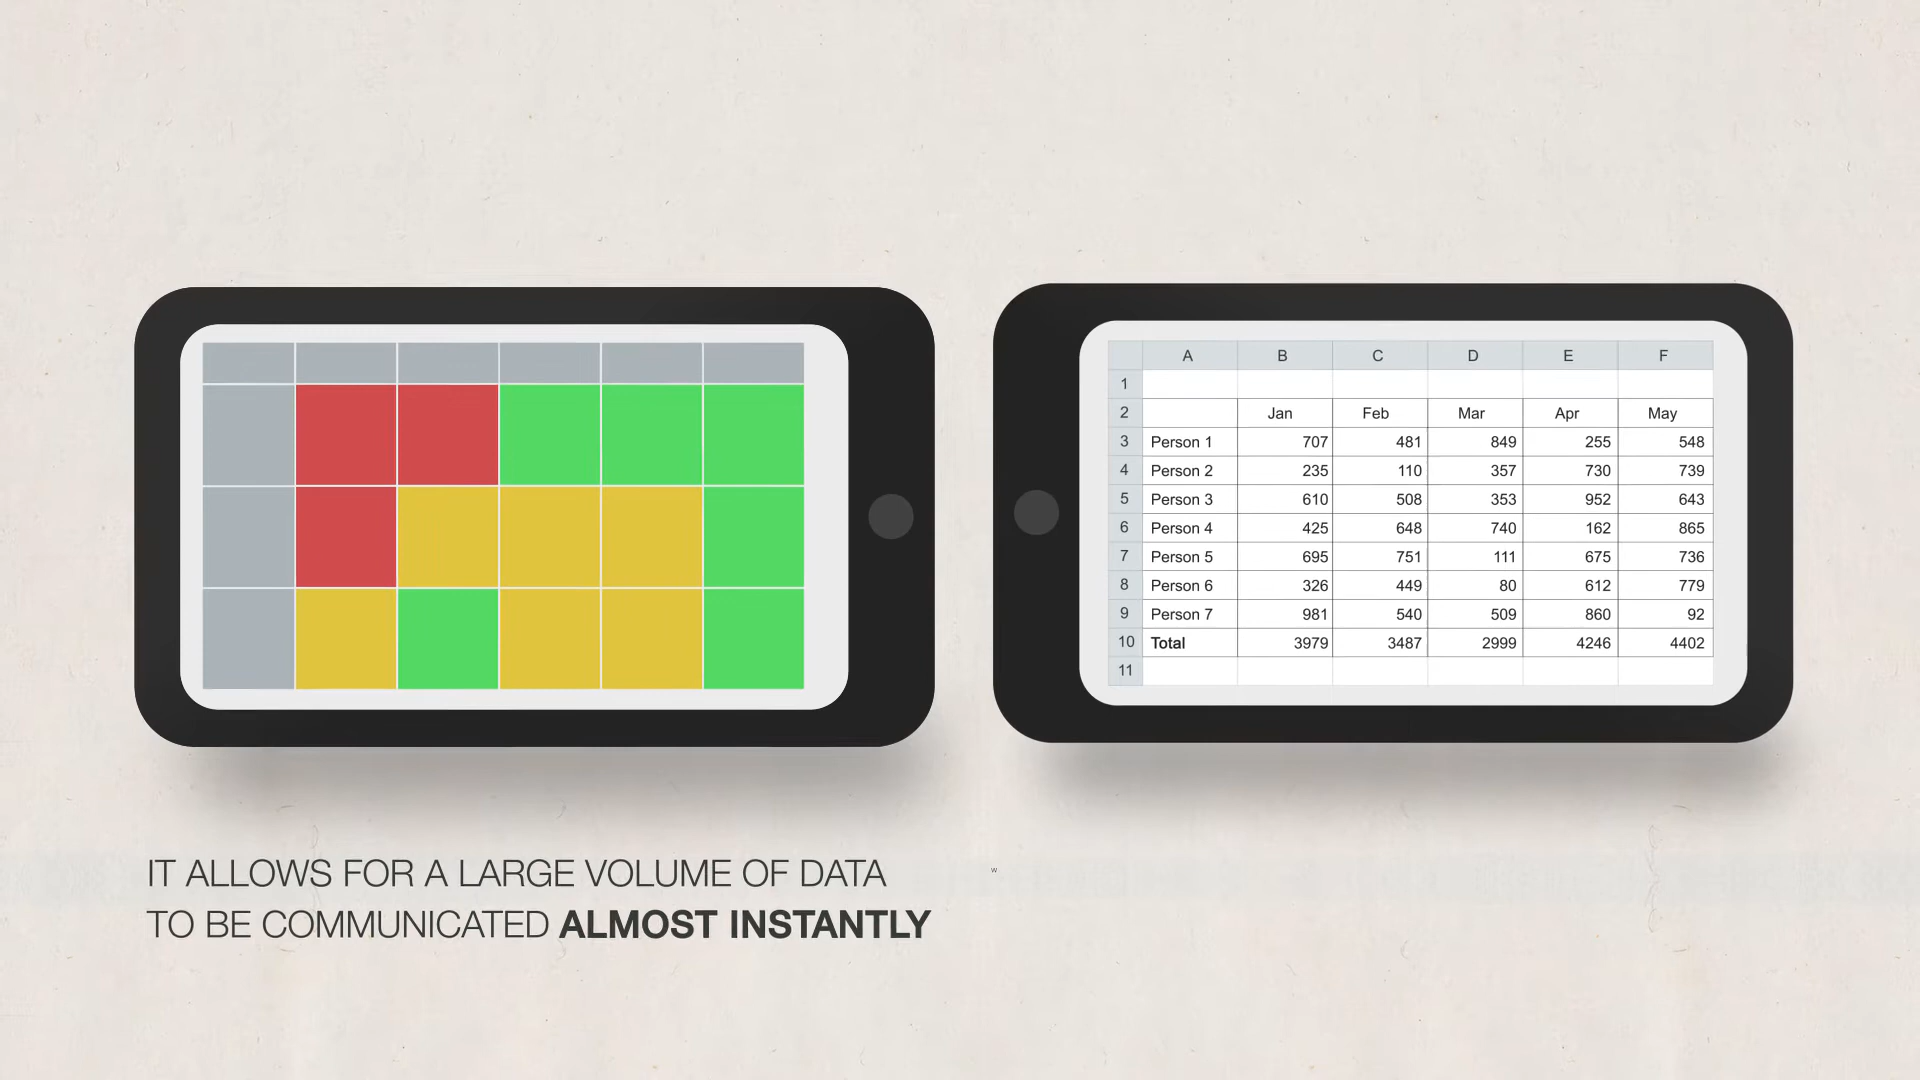 A B C D E F
1
2 Jan Feb Mar Apr May
3 Person 1 707 481 849 255 548
4 Person 2 235 110 357 730 739
5 Person 3 610 508 353 952 643
6 Person 4 425 648 740 162 865
7 Person 5 695 751 111 675 736
8 Person 6 326 449 80 612 779
9 Person 7 981 540 509 860 92
10 Total 3979 3487 2999 4246 4402
11
IT ALLOWS FOR A LARGE VOLUME OF DATA
TO BE COMMUNICATED ALMOST INSTANTLY
w